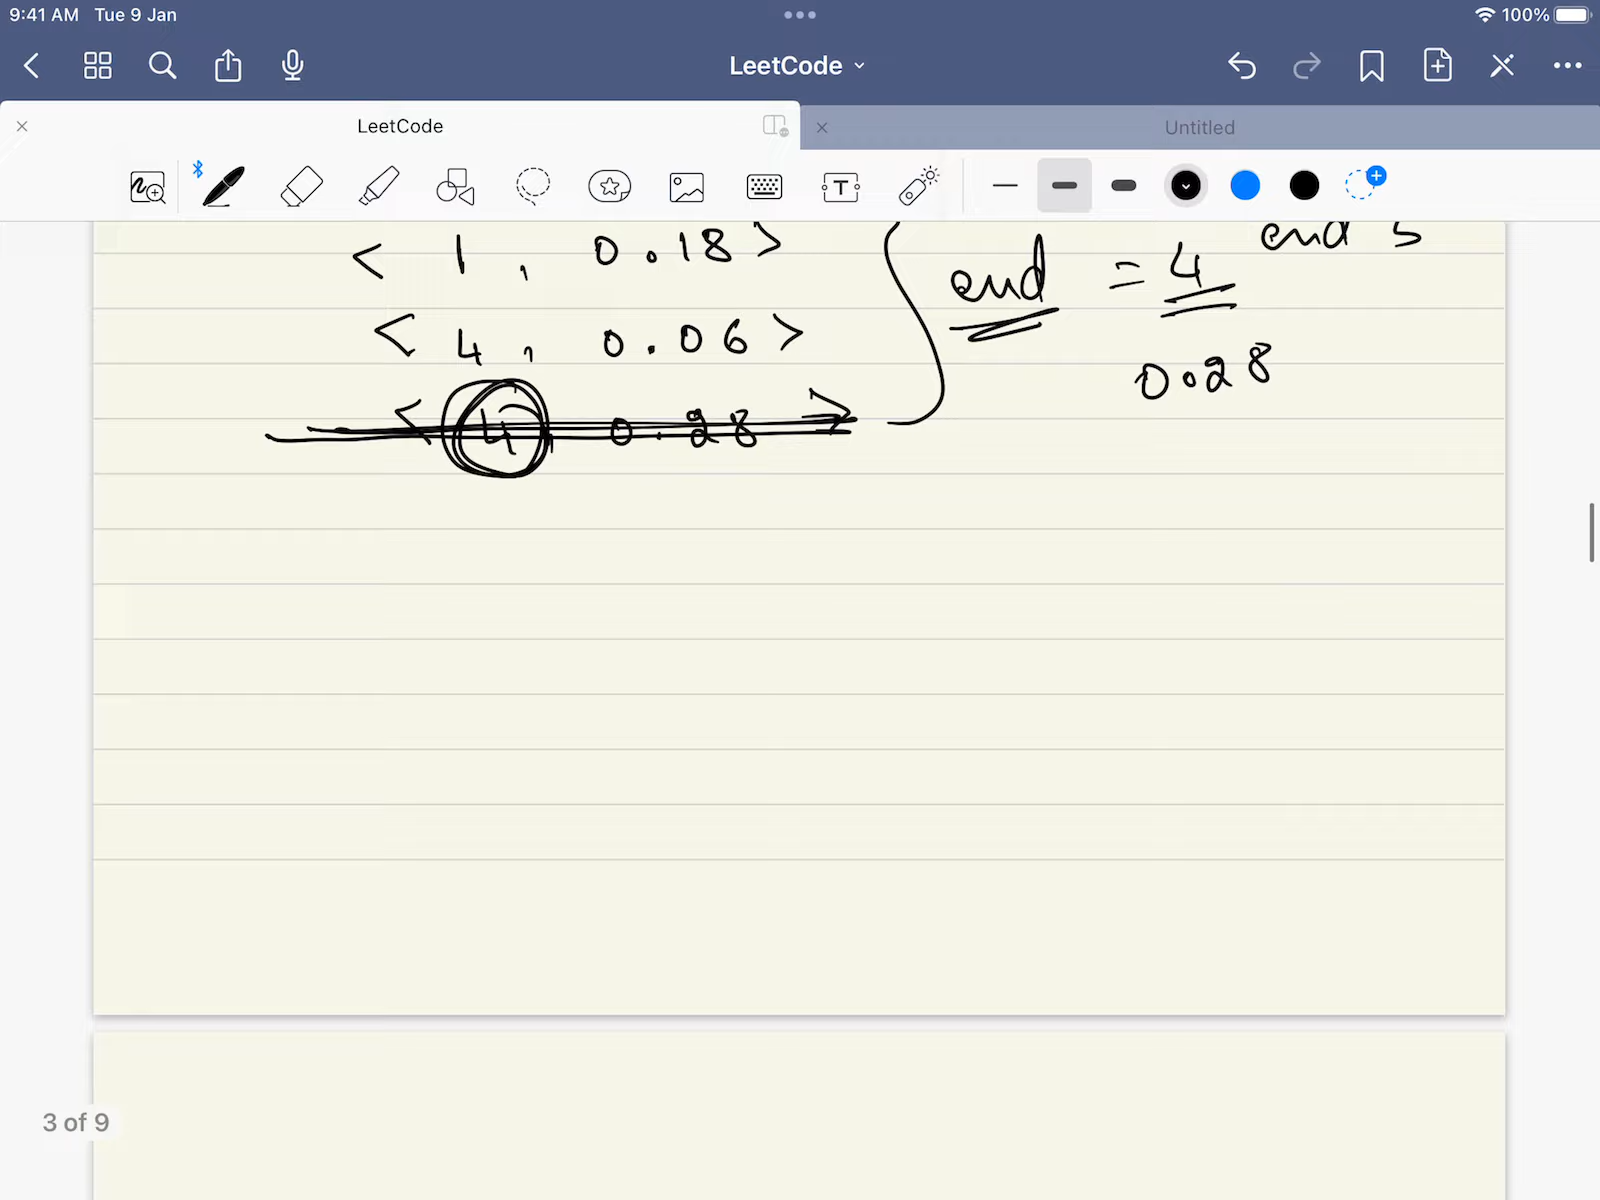 9:41 AM Tue 9 Jan
100%
LeetCode
LeetCode
Untitled
T
< 1 , 0.18 >
end 5
end = 4
< 4 , 0.06 >
0.28
< 4 , 0.28 >
3 of 9